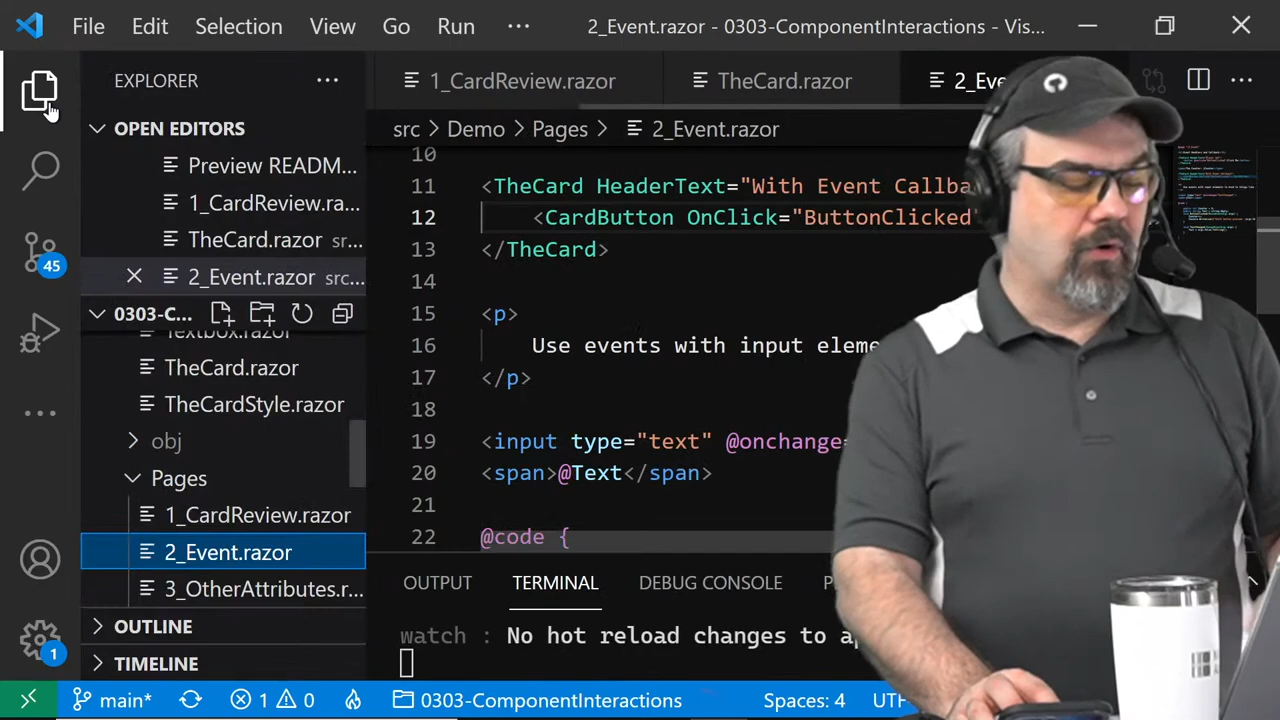 File Edit Selection View Go Run ··· 2_Event.razor - 0303-ComponentInteractions - Vis...
EXPLORER ···
1_CardReview.razor TheCard.razor 2_Eve
OPEN EDITORS
src > Demo > Pages > 2_Event.razor
Preview README...
1_CardReview.ra...
TheCard.razor sr...
2_Event.razor src...
0303-C...
Textbox.razor
TheCard.razor
TheCardStyle.razor
obj
Pages
1_CardReview.razor
2_Event.razor
3_OtherAttributes.r...
OUTLINE
TIMELINE
45
1
10
11 <TheCard HeaderText="With Event Callba
12 <CardButton OnClick="ButtonClicked"
13 </TheCard>
14
15 <p>
16 Use events with input eleme
17 </p>
18
19 <input type="text" @onchange=
20 <span>@Text</span>
21
22 @code {
OUTPUT TERMINAL DEBUG CONSOLE P
watch : No hot reload changes to ap
main* 1 0 0303-ComponentInteractions Spaces: 4 UTF